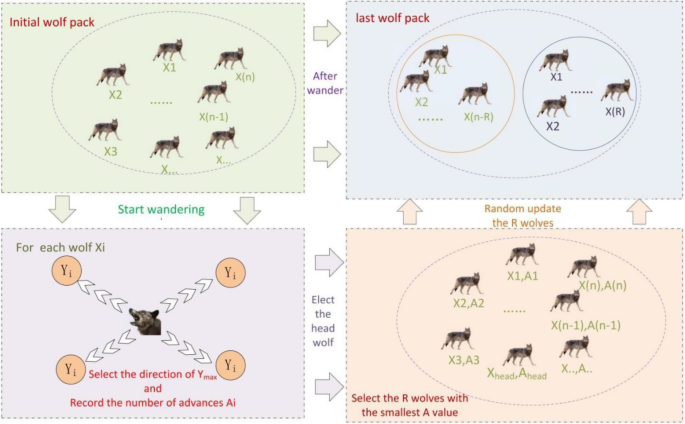 Initial wolf pack
X1
X(n)
X2
......
X(n-1)
X3
X...
X...
After
wander
last wolf pack
X1
X2
......
X(n-R)
X1
......
X2
X(R)
Start wandering
Random update
the R wolves
For each wolf Xi
Yi
Yi
Yi
Yi
Select the direction of Ymax
and
Record the number of advances Ai
Elect
the
head
wolf
X1,A1
X(n),A(n)
X2,A2
......
X(n-1),A(n-1)
X3,A3
Xhead,Ahead
X..,A..
Select the R wolves with
the smallest A value